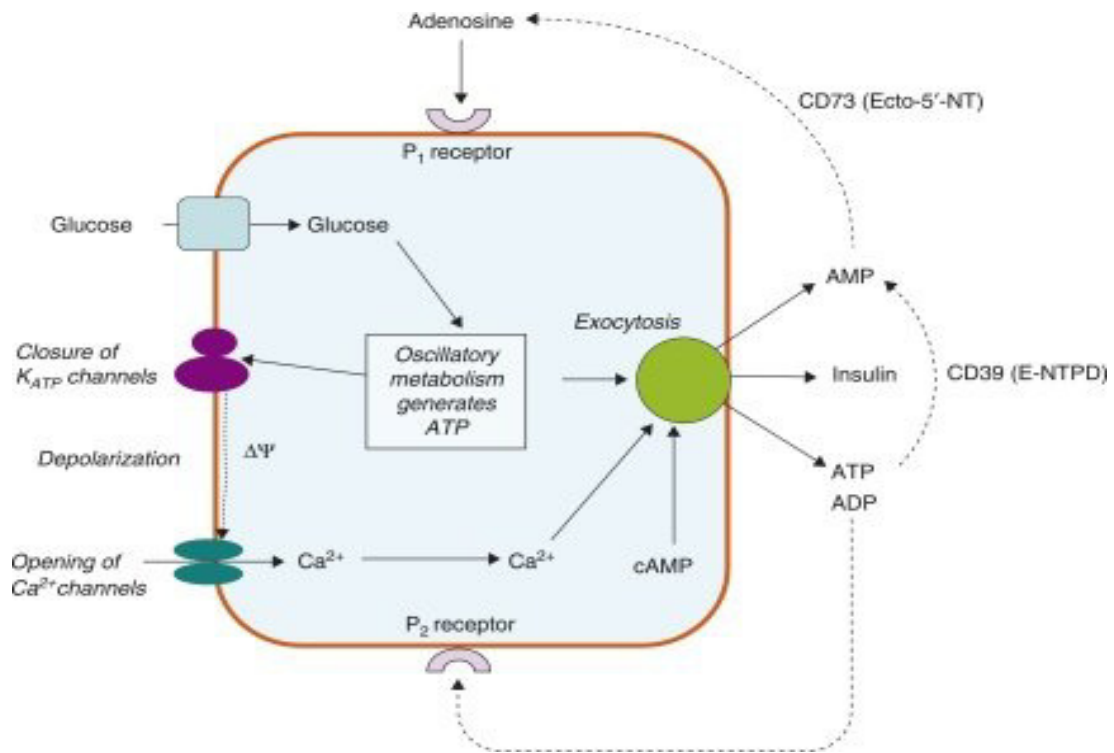 Adenosine
CD73 (Ecto-5′-NT)
P₁ receptor
Glucose
Glucose
AMP
Exocytosis
Closure of
K_ATP channels
Oscillatory
metabolism
generates
ATP
Insulin
CD39 (E-NTPD)
Depolarization
ΔΨ
ATP
ADP
Opening of
Ca²⁺ channels
Ca²⁺
Ca²⁺
cAMP
P₂ receptor